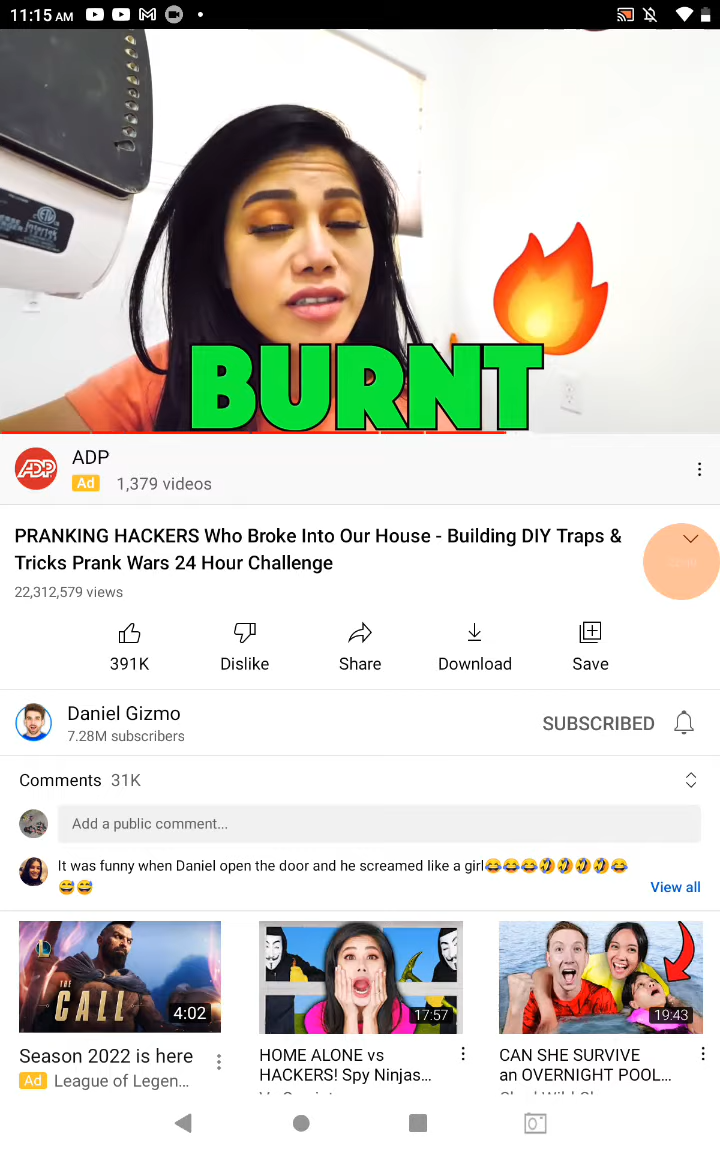 11:15 AM
BURNT
ADP
ADP
Ad 1,379 videos
PRANKING HACKERS Who Broke Into Our House - Building DIY Traps &
Tricks Prank Wars 24 Hour Challenge
22,312,579 views
391K
Dislike
Share
Download
Save
Daniel Gizmo
7.28M subscribers
SUBSCRIBED
Comments 31K
Add a public comment...
It was funny when Daniel open the door and he screamed like a girl😂😂😂🤣🤣🤣🤣😂
😅😅
View all
THE
CALL
4:02
17:57
19:43
Season 2022 is here
Ad League of Legen...
HOME ALONE vs
HACKERS! Spy Ninjas...
CAN SHE SURVIVE
an OVERNIGHT POOL...